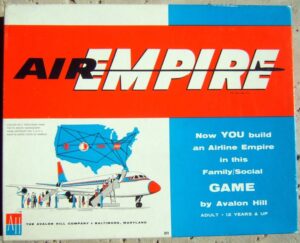 AIR EMPIRE
Now YOU build
an Airline Empire
in this
Family/Social
GAME
by Avalon Hill
ADULT • 12 YEARS & UP
AH
THE AVALON HILL COMPANY • BALTIMORE, MARYLAND